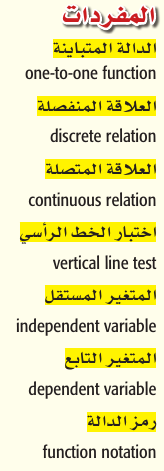 المفردات
الدالة المتباينة
one-to-one function
العلاقة المنفصلة
discrete relation
العلاقة المتصلة
continuous relation
اختبار الخط الرأسي
vertical line test
المتغير المستقل
independent variable
المتغير التابع
dependent variable
رمز الدالة
function notation